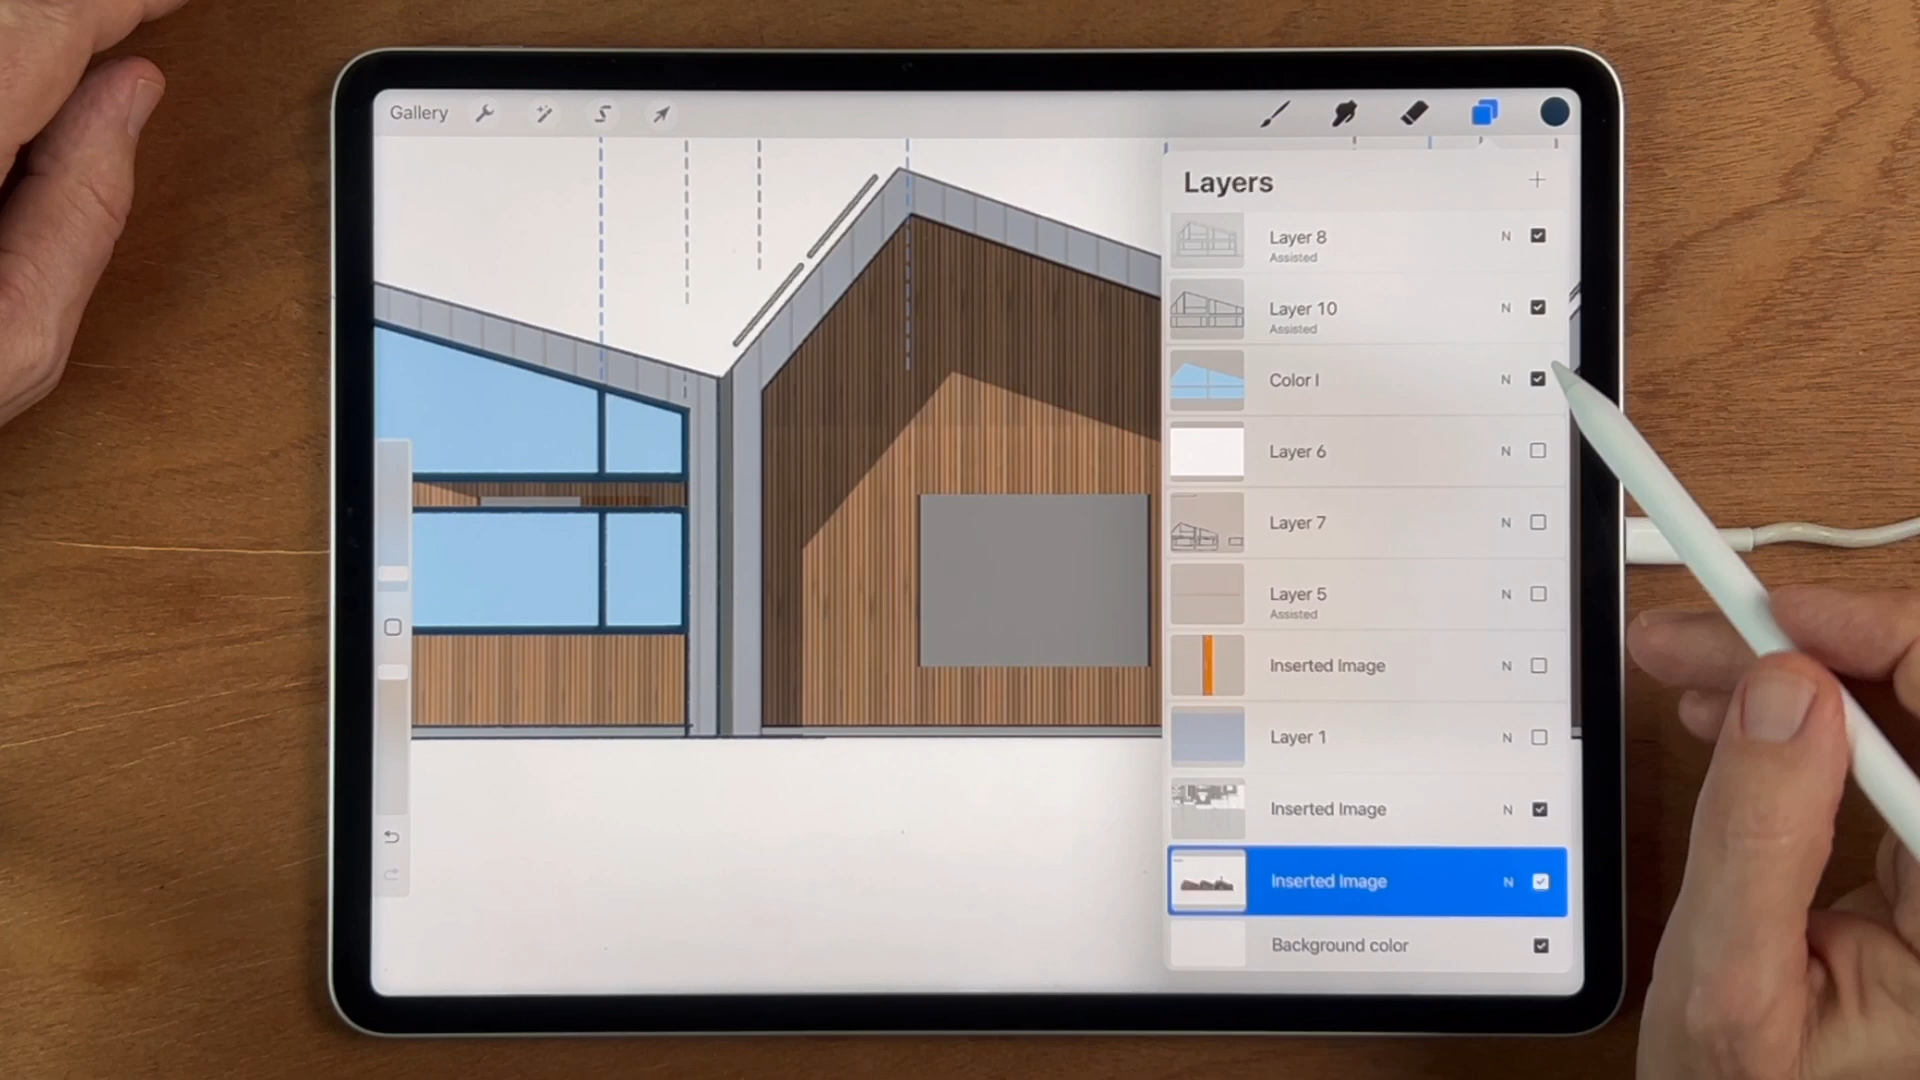 Gallery
Layers
Layer 8 N
Assisted
Layer 10 N
Assisted
Color I N
Layer 6 N
Layer 7 N
Layer 5 N
Assisted
Inserted Image N
Layer 1 N
Inserted Image N
Inserted Image N
Background color